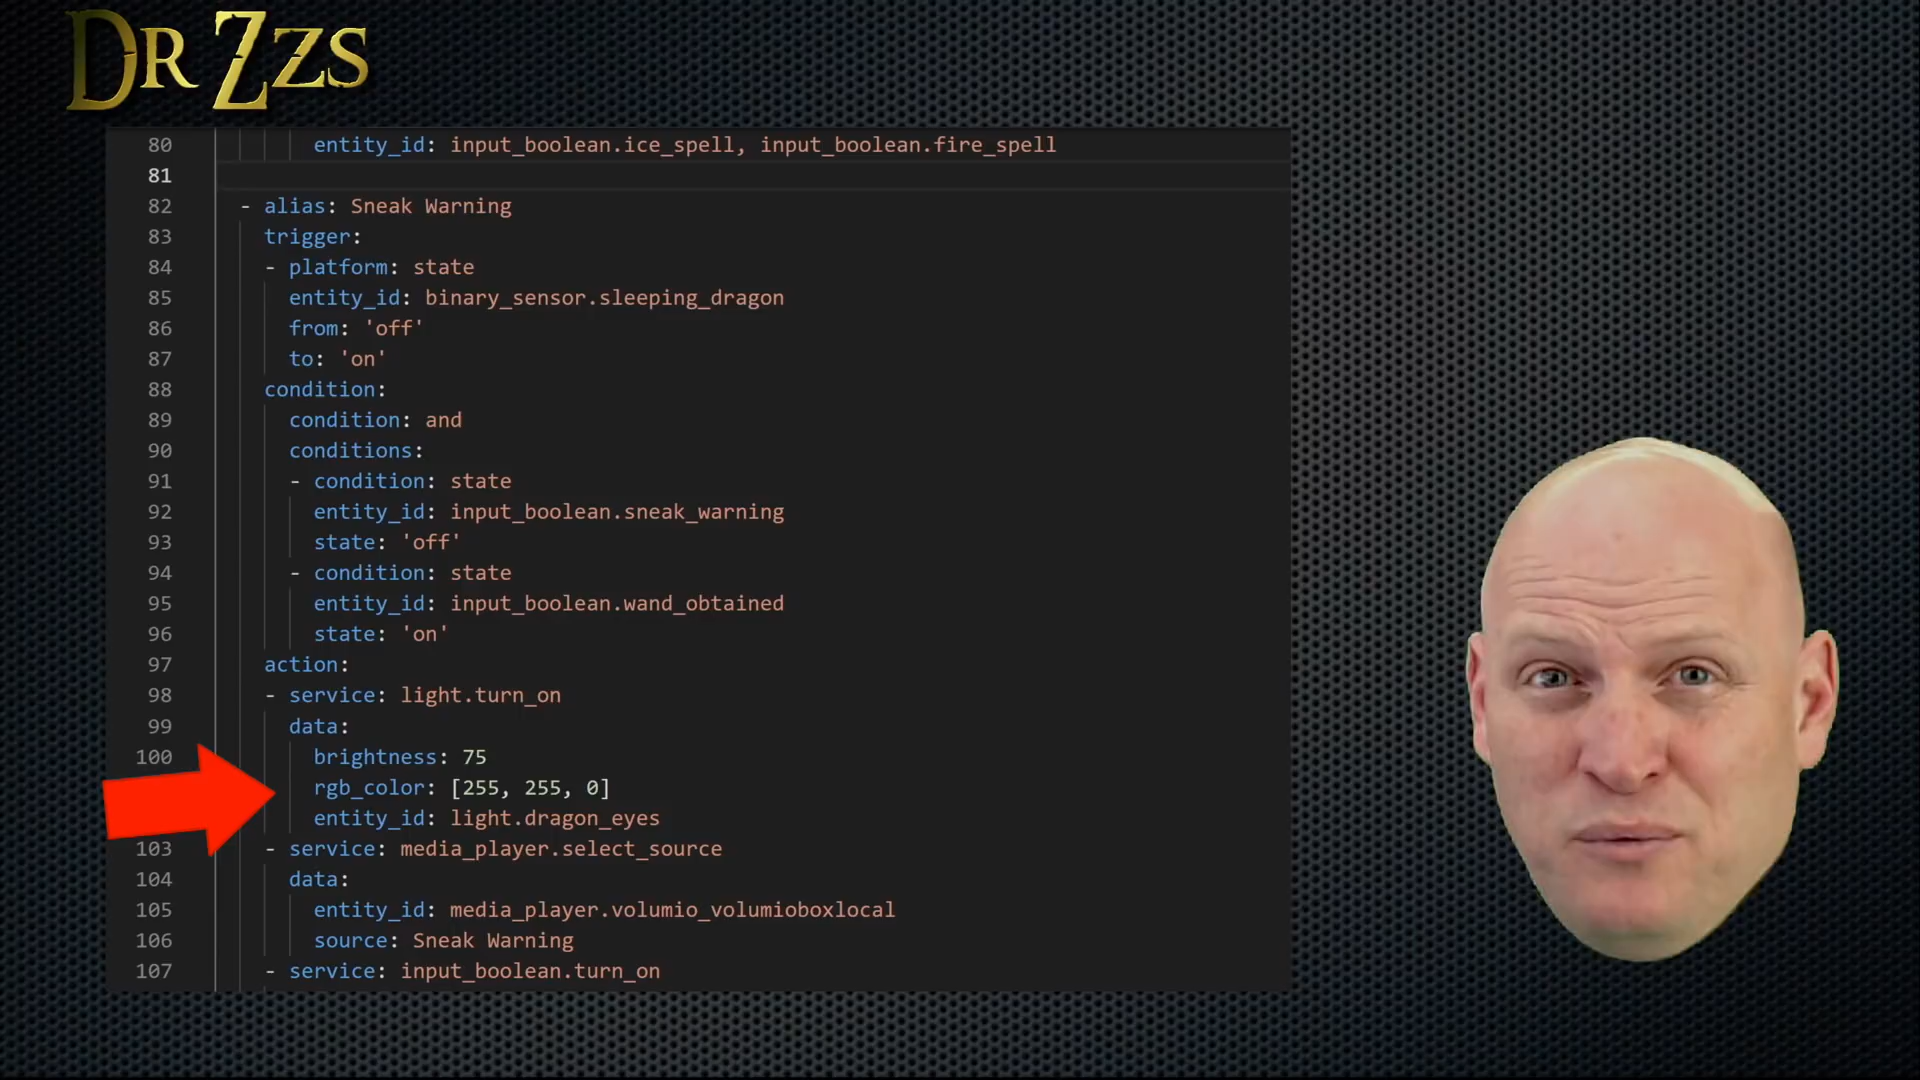 DR ZZS
80 entity_id: input_boolean.ice_spell, input_boolean.fire_spell
81
82 - alias: Sneak Warning
83 trigger:
84 - platform: state
85 entity_id: binary_sensor.sleeping_dragon
86 from: 'off'
87 to: 'on'
88 condition:
89 condition: and
90 conditions:
91 - condition: state
92 entity_id: input_boolean.sneak_warning
93 state: 'off'
94 - condition: state
95 entity_id: input_boolean.wand_obtained
96 state: 'on'
97 action:
98 - service: light.turn_on
99 data:
100 brightness: 75
rgb_color: [255, 255, 0]
entity_id: light.dragon_eyes
103 - service: media_player.select_source
104 data:
105 entity_id: media_player.volumio_volumioboxlocal
106 source: Sneak Warning
107 - service: input_boolean.turn_on